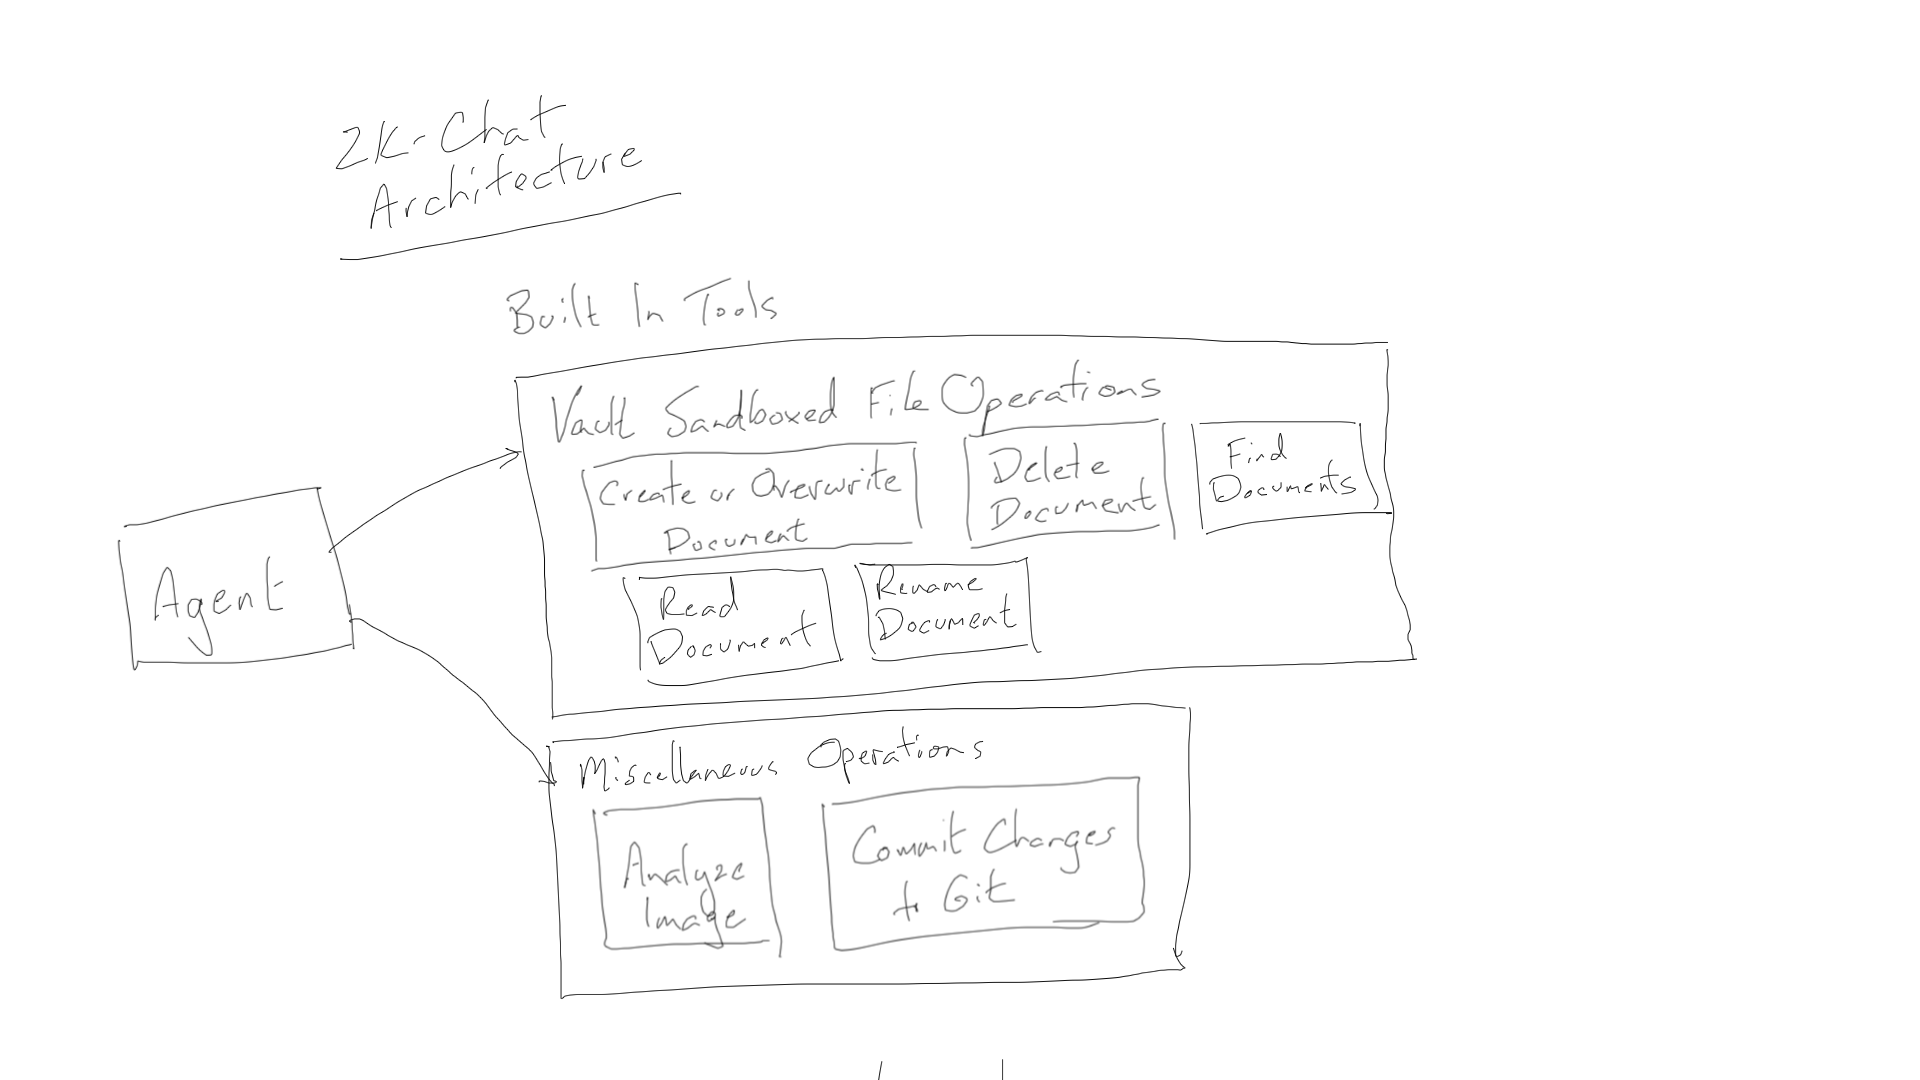 ZK-Chat
Architecture
Built In Tools
Vault Sandboxed File Operations
Create or Overwrite
Document
Delete
Document
Find
Documents
Read
Document
Rename
Document
Agent
Miscellaneous Operations
Analyze
Image
Commit Changes
to Git